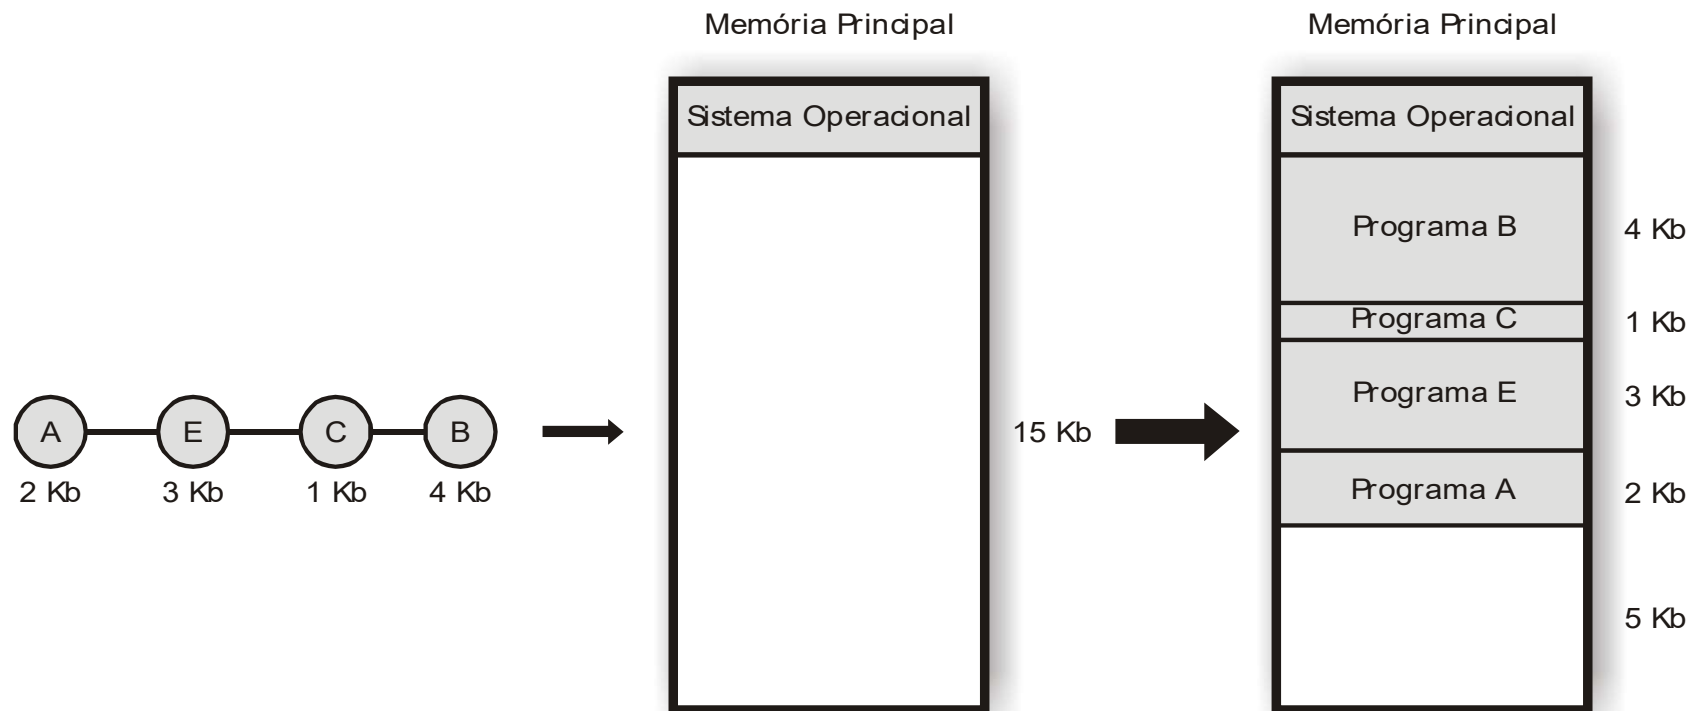 Memória Principal
Memória Principal
Sistema Operacional
Sistema Operacional
Programa B
4 Kb
Programa C
1 Kb
Programa E
3 Kb
A
E
C
B
15 Kb
2 Kb
3 Kb
1 Kb
4 Kb
Programa A
2 Kb
5 Kb